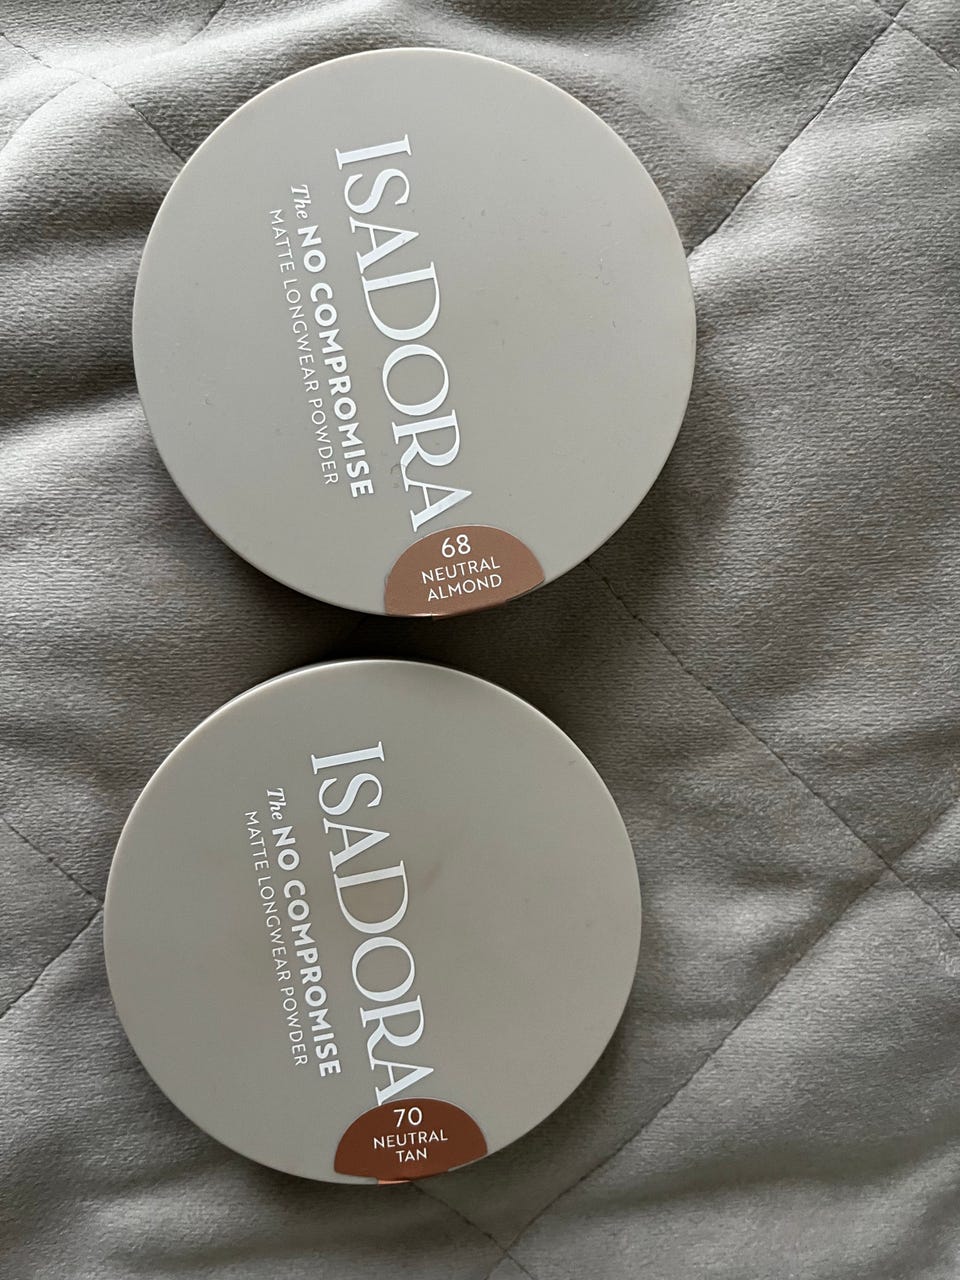 ISADORA
The NO COMPROMISE
MATTE LONGWEAR POWDER
68
NEUTRAL
ALMOND
ISADORA
The NO COMPROMISE
MATTE LONGWEAR POWDER
70
NEUTRAL
TAN